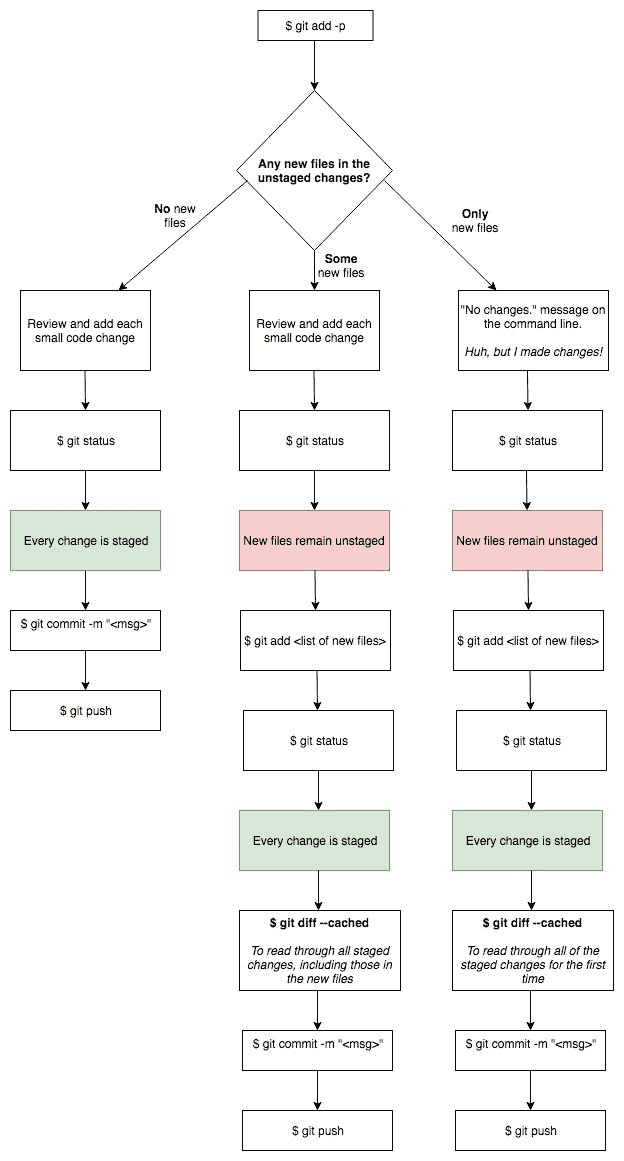 $ git add -p
Any new files in the
unstaged changes?
No new
files
Some
new files
Only
new files
Review and add each
small code change
Review and add each
small code change
"No changes." message on
the command line.
Huh, but I made changes!
$ git status
$ git status
$ git status
Every change is staged
New files remain unstaged
New files remain unstaged
$ git commit -m "<msg>"
$ git add <list of new files>
$ git add <list of new files>
$ git push
$ git status
$ git status
Every change is staged
Every change is staged
$ git diff --cached
To read through all staged
changes, including those in
the new files
$ git diff --cached
To read through all of the
staged changes for the first
time
$ git commit -m "<msg>"
$ git commit -m "<msg>"
$ git push
$ git push